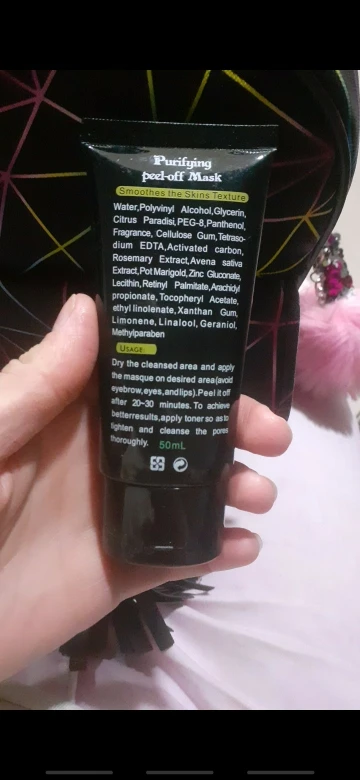 Purifying
peel-off Mask
Smoothes the Skins Texture
Water,Polyvinyl Alcohol,Glycerin,
Citrus Paradisi,PEG-8,Panthenol,
Fragrance, Cellulose Gum,Tetraso-
dium EDTA,Activated carbon,
Rosemary Extract,Avena sativa
Extract,Pot Marigold,Zinc Gluconate,
Lecithin,Retinyl Palmitate,Arachidyl
propionate,Tocopheryl Acetate,
ethyl linolenate,Xanthan Gum,
Limonene,Linalool,Geraniol,
Methylparaben
USAGE:
Dry the cleansed area and apply
the masque on desired area(avoid
eyebrow,eyes,andlips).Peel it off
after 20-30 minutes.To achieve
betterresults,apply toner so as to
tighten and cleanse the pores
thoroughly. 50mL